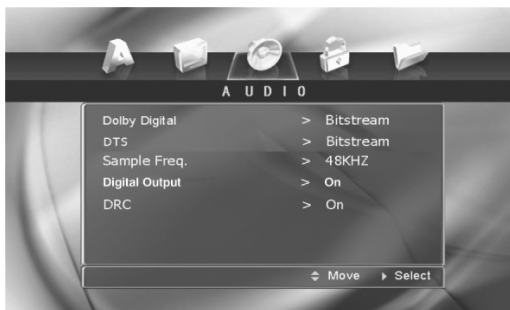 A U D I O
Dolby Digital > Bitstream
DTS > Bitstream
Sample Freq. > 48KHZ
Digital Output > On
DRC > On
Move Select